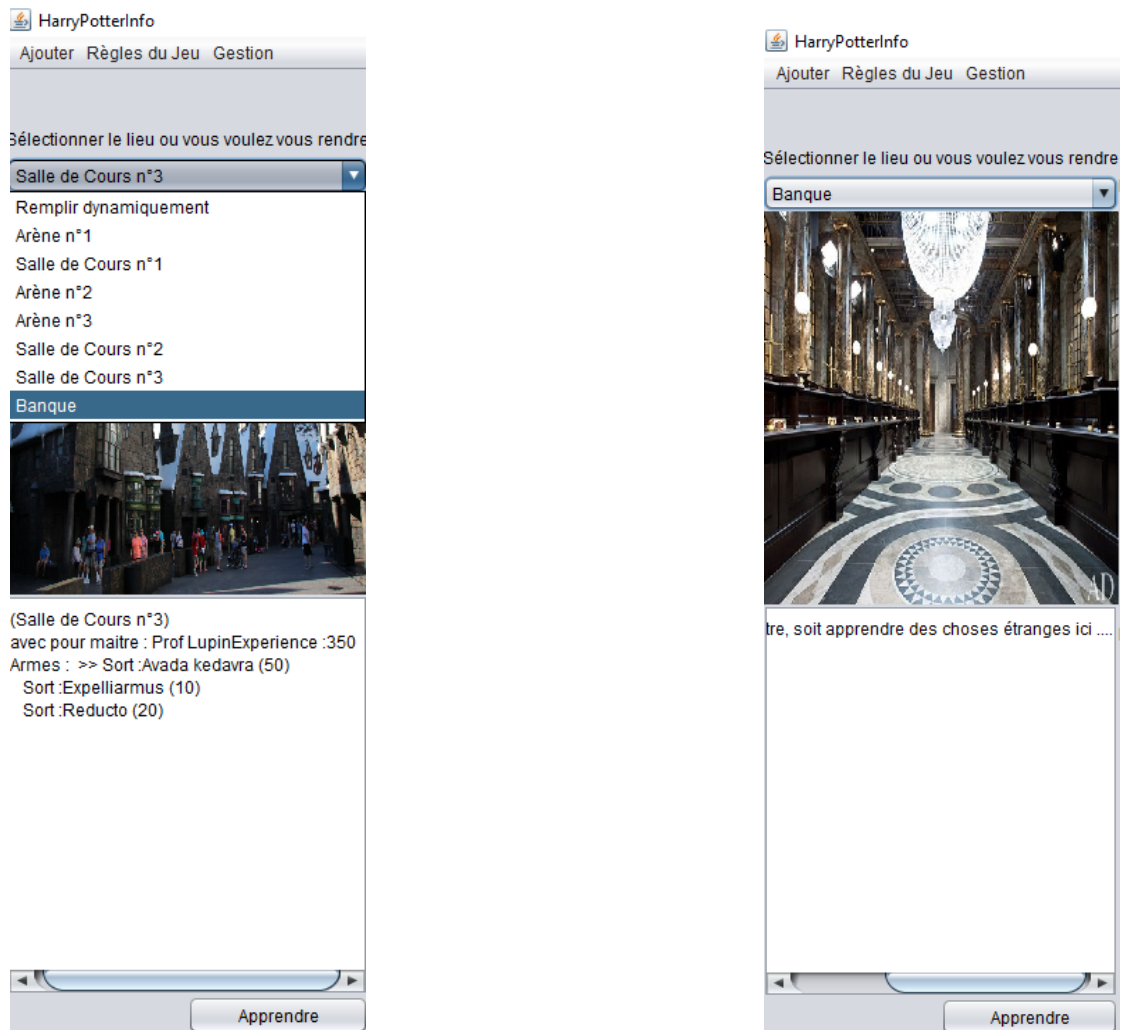 HarryPotterInfo
Ajouter Règles du Jeu Gestion
Sélectionner le lieu ou vous voulez vous rendre
Salle de Cours n°3
Remplir dynamiquement
Arène n°1
Salle de Cours n°1
Arène n°2
Arène n°3
Salle de Cours n°2
Salle de Cours n°3
Banque
(Salle de Cours n°3)
avec pour maitre : Prof LupinExperience :350
Armes : >> Sort :Avada kedavra (50)
Sort :Expelliarmus (10)
Sort :Reducto (20)
Apprendre
HarryPotterInfo
Ajouter Règles du Jeu Gestion
Sélectionner le lieu ou vous voulez vous rendre
Banque
AD
tre, soit apprendre des choses étranges ici ....
Apprendre